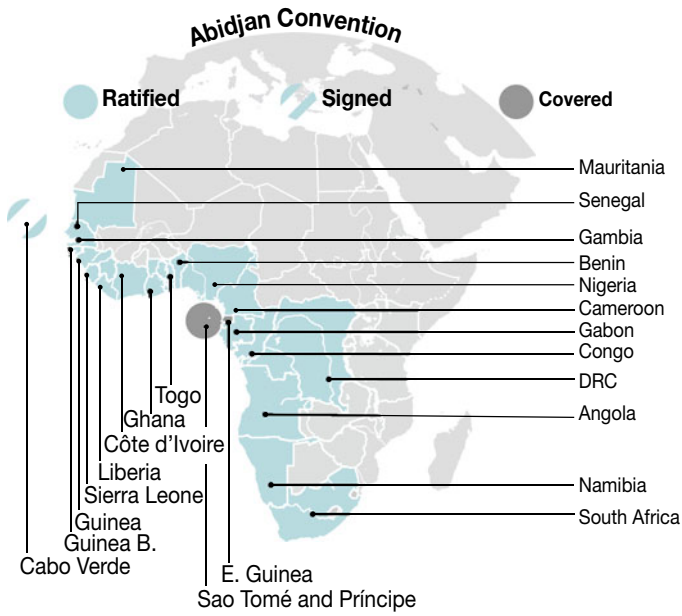 Abidjan Convention
Ratified
Signed
Covered
Mauritania
Senegal
Gambia
Benin
Nigeria
Cameroon
Gabon
Congo
DRC
Angola
Namibia
South Africa
Togo
Ghana
Côte d’Ivoire
Liberia
Sierra Leone
Guinea
Guinea B.
Cabo Verde
E. Guinea
Sao Tomé and Príncipe